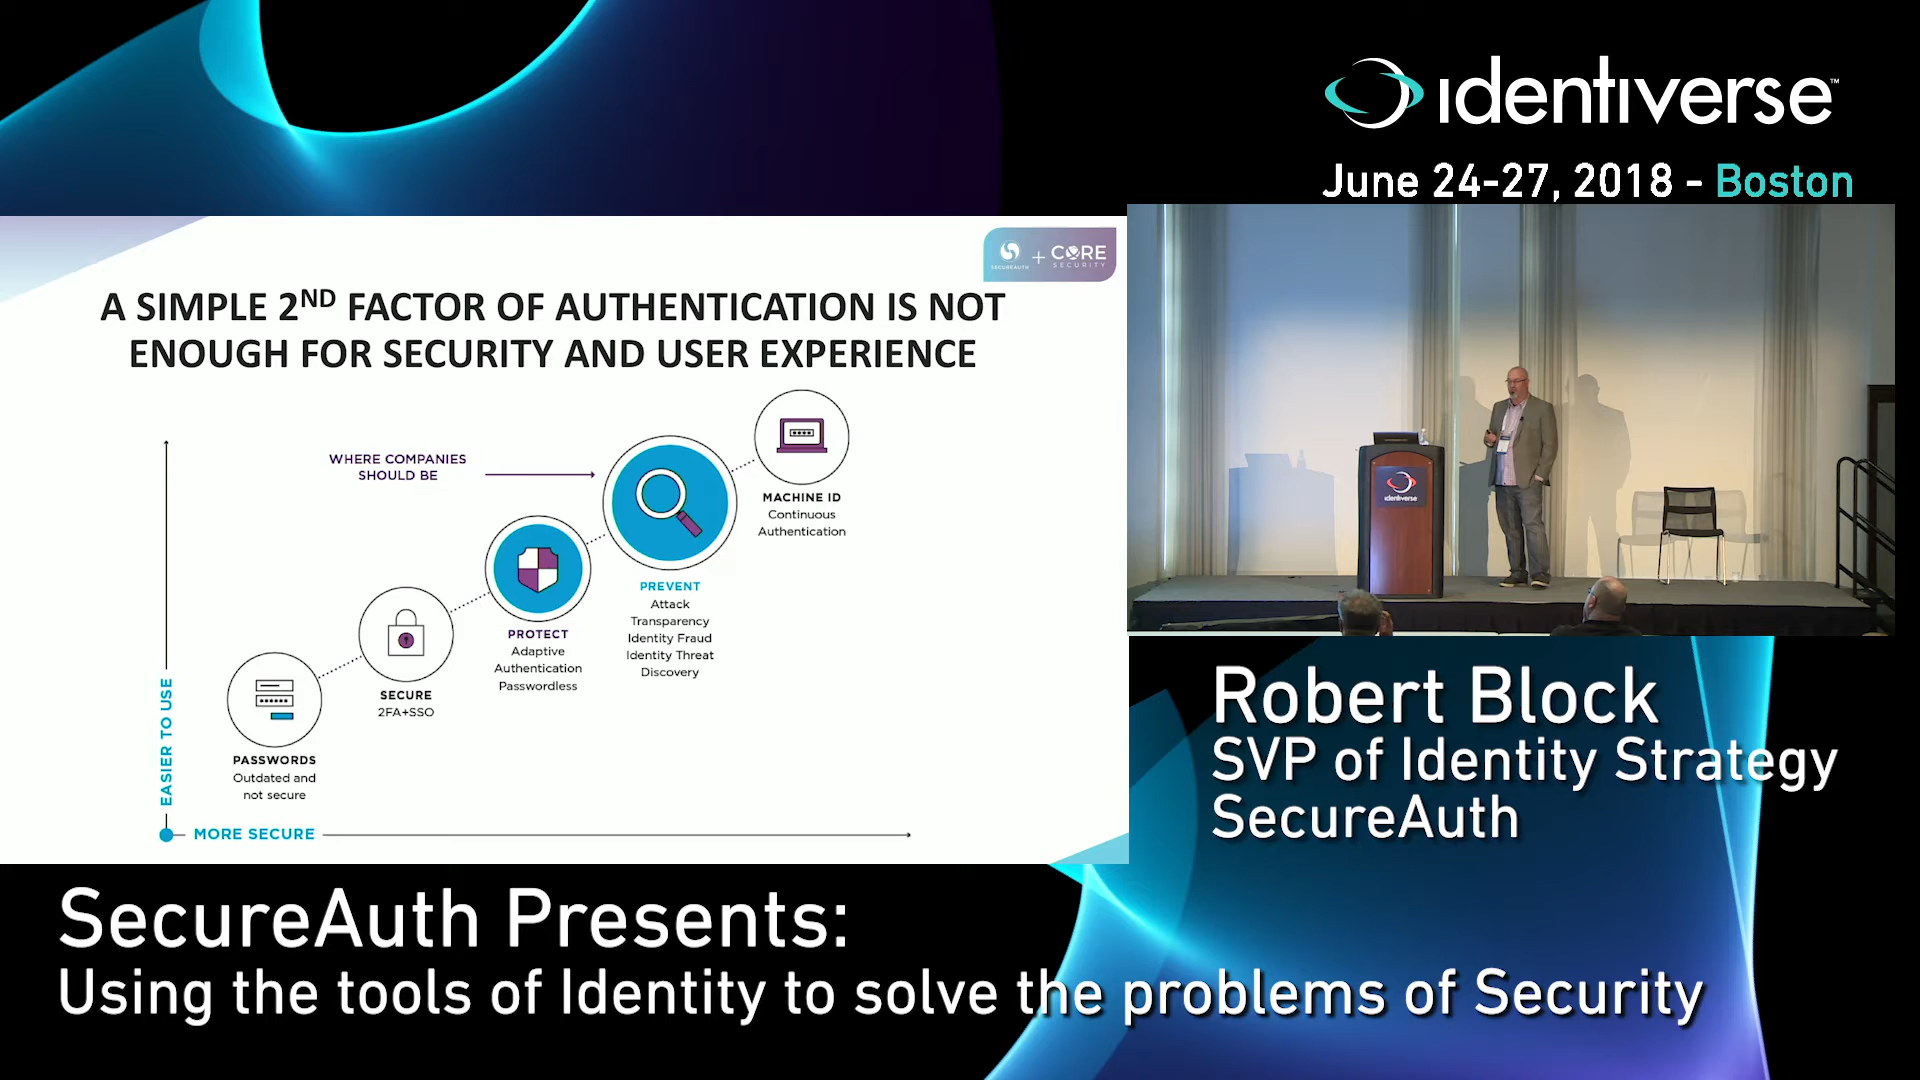 identiverse™
June 24-27, 2018 - Boston
SECUREAUTH + CORE
SECURITY
A SIMPLE 2ND FACTOR OF AUTHENTICATION IS NOT
ENOUGH FOR SECURITY AND USER EXPERIENCE
WHERE COMPANIES
SHOULD BE
MACHINE ID
Continuous
Authentication
PREVENT
Attack
Transparency
Identity Fraud
Identity Threat
Discovery
PROTECT
Adaptive
Authentication
Passwordless
SECURE
2FA+SSO
PASSWORDS
Outdated and
not secure
EASIER TO USE
MORE SECURE
identiverse
Robert Block
SVP of Identity Strategy
SecureAuth
SecureAuth Presents:
Using the tools of Identity to solve the problems of Security